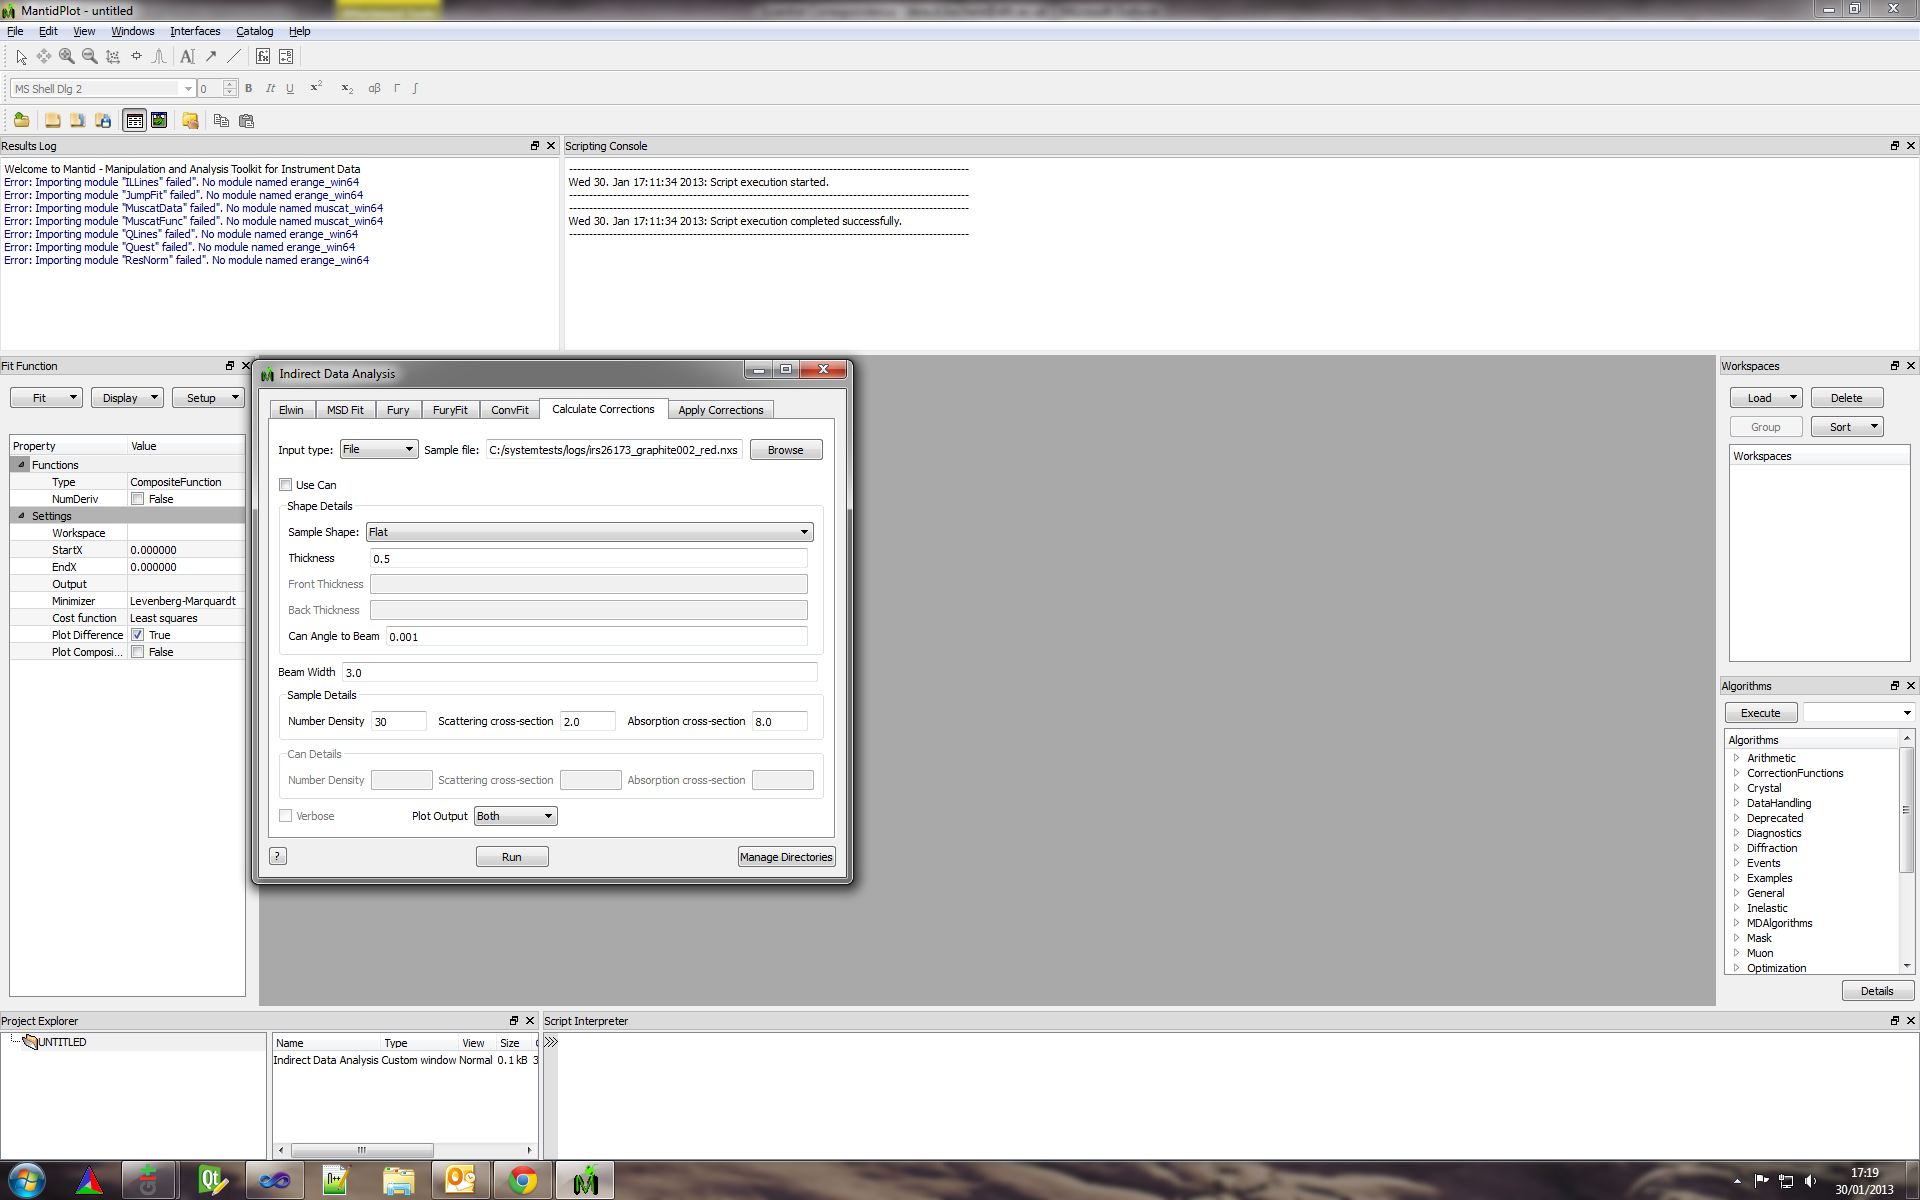 MantidPlot - untitled
File Edit View Windows Interfaces Catalog Help
MS Shell Dlg 2 0 B It U x² x₂ αβ Γ ∫
Results Log
Welcome to Mantid - Manipulation and Analysis Toolkit for Instrument Data
Error: Importing module "ILLines" failed". No module named erange_win64
Error: Importing module "JumpFit" failed". No module named erange_win64
Error: Importing module "MuscatData" failed". No module named muscat_win64
Error: Importing module "MuscatFunc" failed". No module named muscat_win64
Error: Importing module "QLines" failed". No module named erange_win64
Error: Importing module "Quest" failed". No module named erange_win64
Error: Importing module "ResNorm" failed". No module named erange_win64
Scripting Console
Wed 30. Jan 17:11:34 2013: Script execution started.
Wed 30. Jan 17:11:34 2013: Script execution completed successfully.
Fit Function
Fit Display Setup
Property Value
Functions
Type CompositeFunction
NumDeriv False
Settings
Workspace
StartX 0.000000
EndX 0.000000
Output
Minimizer Levenberg-Marquardt
Cost function Least squares
Plot Difference True
Plot Composi... False
Indirect Data Analysis
Elwin MSD Fit Fury FuryFit ConvFit Calculate Corrections Apply Corrections
Input type: File Sample file: C:/systemtests/logs/irs26173_graphite002_red.nxs Browse
Use Can
Shape Details
Sample Shape: Flat
Thickness 0.5
Front Thickness
Back Thickness
Can Angle to Beam 0.001
Beam Width 3.0
Sample Details
Number Density 30 Scattering cross-section 2.0 Absorption cross-section 8.0
Can Details
Number Density Scattering cross-section Absorption cross-section
Verbose Plot Output Both
? Run Manage Directories
Workspaces
Load Delete
Group Sort
Workspaces
Algorithms
Execute
Algorithms
Arithmetic
CorrectionFunctions
Crystal
DataHandling
Deprecated
Diagnostics
Diffraction
Events
Examples
General
Inelastic
MDAlgorithms
Mask
Muon
Optimization
Details
Project Explorer
UNTITLED
Name Type View Size
Indirect Data Analysis Custom window Normal 0.1 kB 3
Script Interpreter
>>>
17:19
30/01/2013